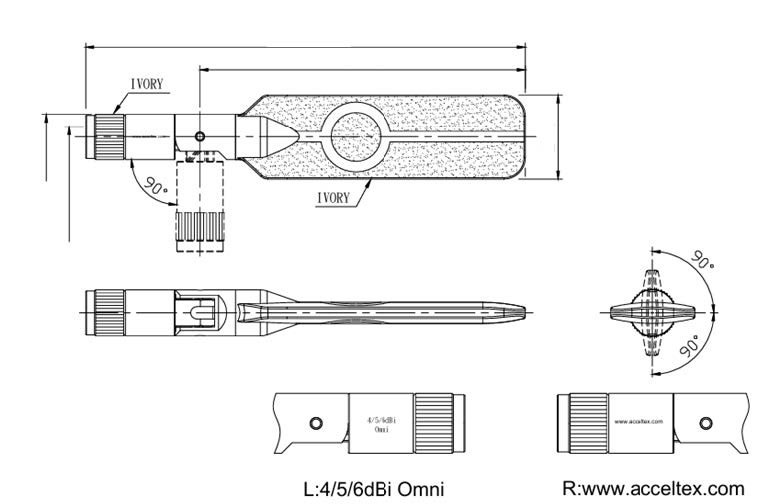 IVORY
90°
IVORY
90°
90°
4/5/6dBi
Omni
www.acceltex.com
L:4/5/6dBi Omni
R:www.acceltex.com